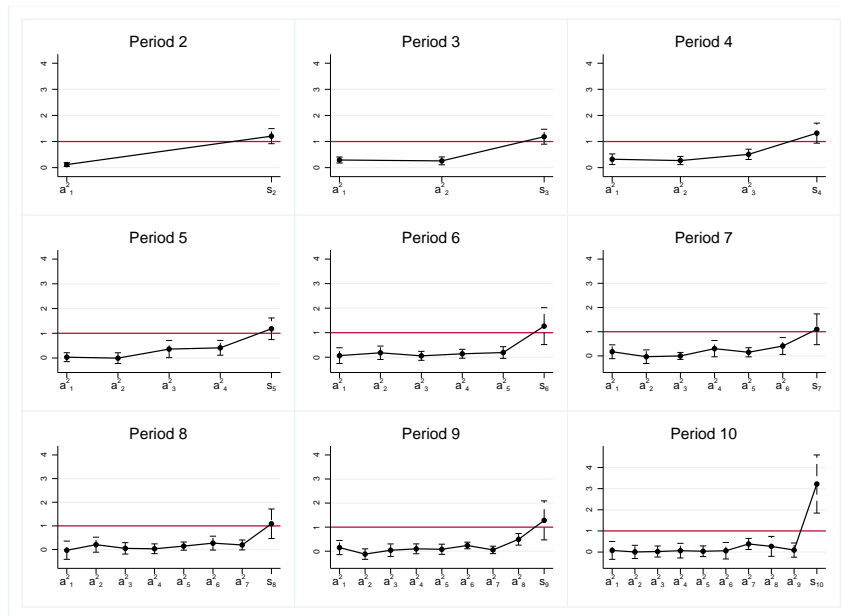 Period 2
4
3
2
1
0
a²₁ s₂
Period 3
4
3
2
1
0
a²₁ a²₂ s₃
Period 4
4
3
2
1
0
a²₁ a²₂ a²₃ s₄
Period 5
4
3
2
1
0
a²₁ a²₂ a²₃ a²₄ s₅
Period 6
4
3
2
1
0
a²₁ a²₂ a²₃ a²₄ a²₅ s₆
Period 7
4
3
2
1
0
a²₁ a²₂ a²₃ a²₄ a²₅ a²₆ s₇
Period 8
4
3
2
1
0
a²₁ a²₂ a²₃ a²₄ a²₅ a²₆ a²₇ s₈
Period 9
4
3
2
1
0
a²₁ a²₂ a²₃ a²₄ a²₅ a²₆ a²₇ a²₈ s₉
Period 10
4
3
2
1
0
a²₁ a²₂ a²₃ a²₄ a²₅ a²₆ a²₇ a²₈ a²₉ s₁₀